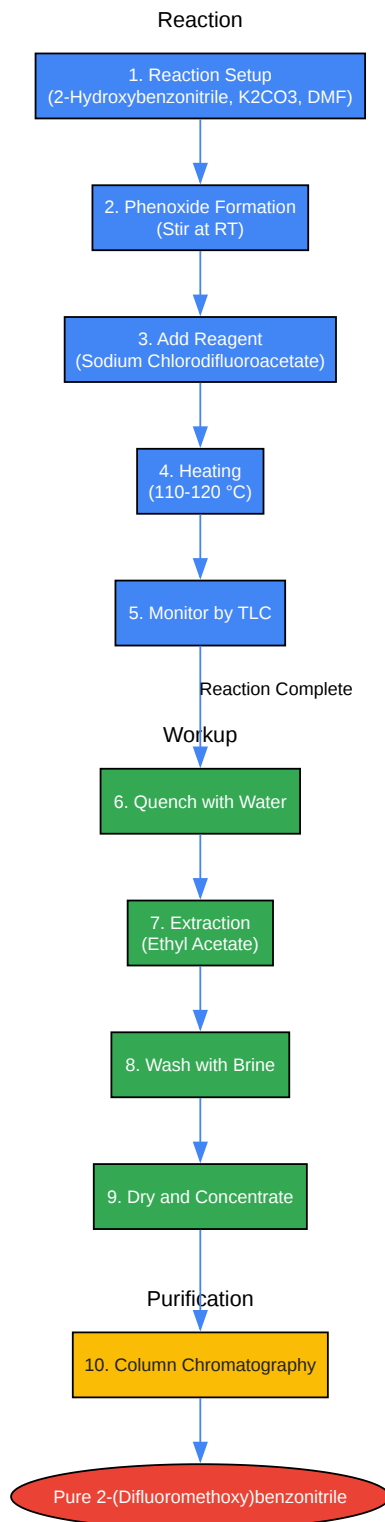 Reaction
1. Reaction Setup
(2-Hydroxybenzonitrile, K2CO3, DMF)
2. Phenoxide Formation
(Stir at RT)
3. Add Reagent
(Sodium Chlorodifluoroacetate)
4. Heating
(110-120 °C)
5. Monitor by TLC
Reaction Complete
Workup
6. Quench with Water
7. Extraction
(Ethyl Acetate)
8. Wash with Brine
9. Dry and Concentrate
Purification
10. Column Chromatography
Pure 2-(Difluoromethoxy)benzonitrile